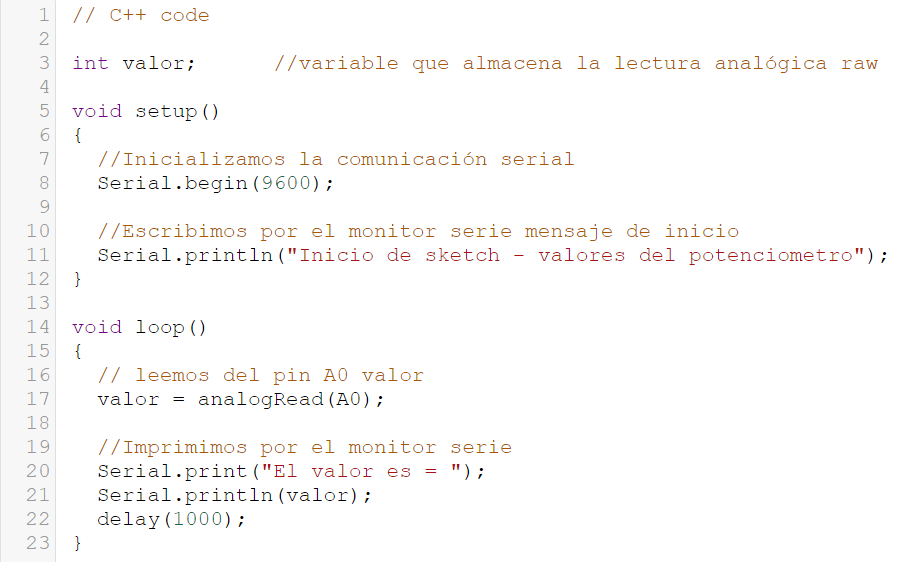 1 // C++ code
2
3 int valor;      //variable que almacena la lectura analógica raw
4
5 void setup()
6 {
7   //Inicializamos la comunicación serial
8   Serial.begin(9600);
9
10   //Escribimos por el monitor serie mensaje de inicio
11   Serial.println("Inicio de sketch - valores del potenciometro");
12 }
13
14 void loop()
15 {
16   // leemos del pin A0 valor
17   valor = analogRead(A0);
18
19   //Imprimimos por el monitor serie
20   Serial.print("El valor es = ");
21   Serial.println(valor);
22   delay(1000);
23 }